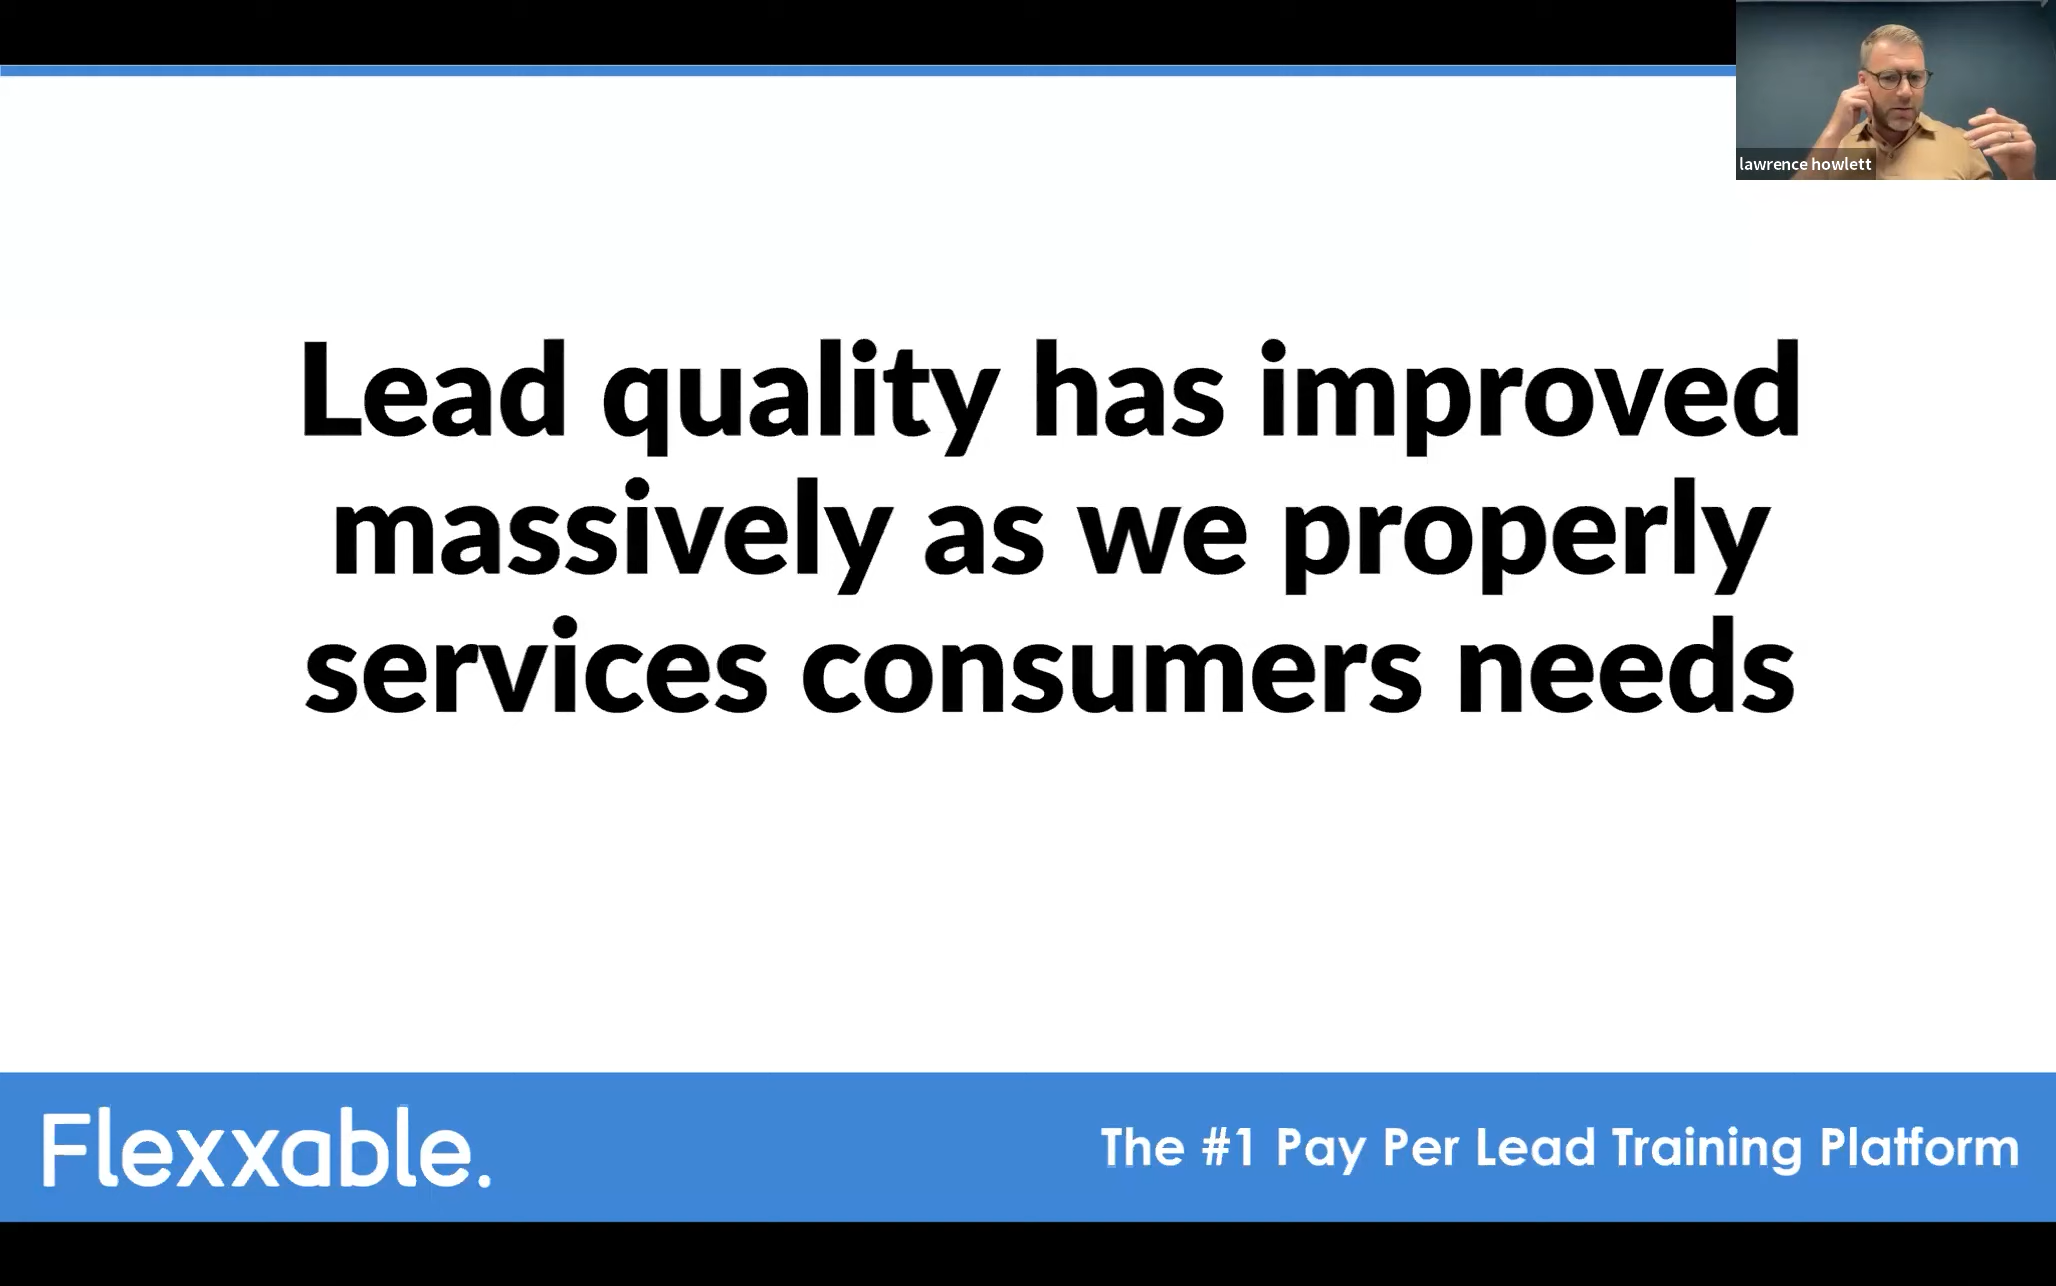 lawrence howlett
Lead quality has improved
massively as we properly
services consumers needs
Flexxable.
The #1 Pay Per Lead Training Platform